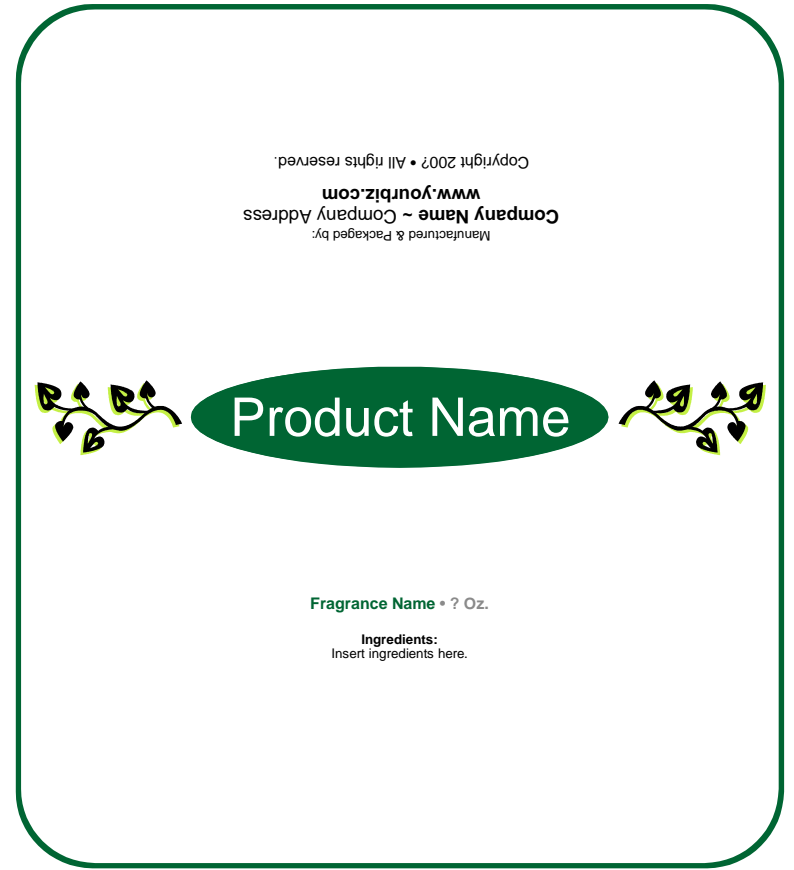 Manufactured & Packaged by:
Company Name ~ Company Address
www.yourbiz.com
Copyright 200? • All rights reserved.
Product Name
Fragrance Name • ? Oz.
Ingredients:
Insert ingredients here.